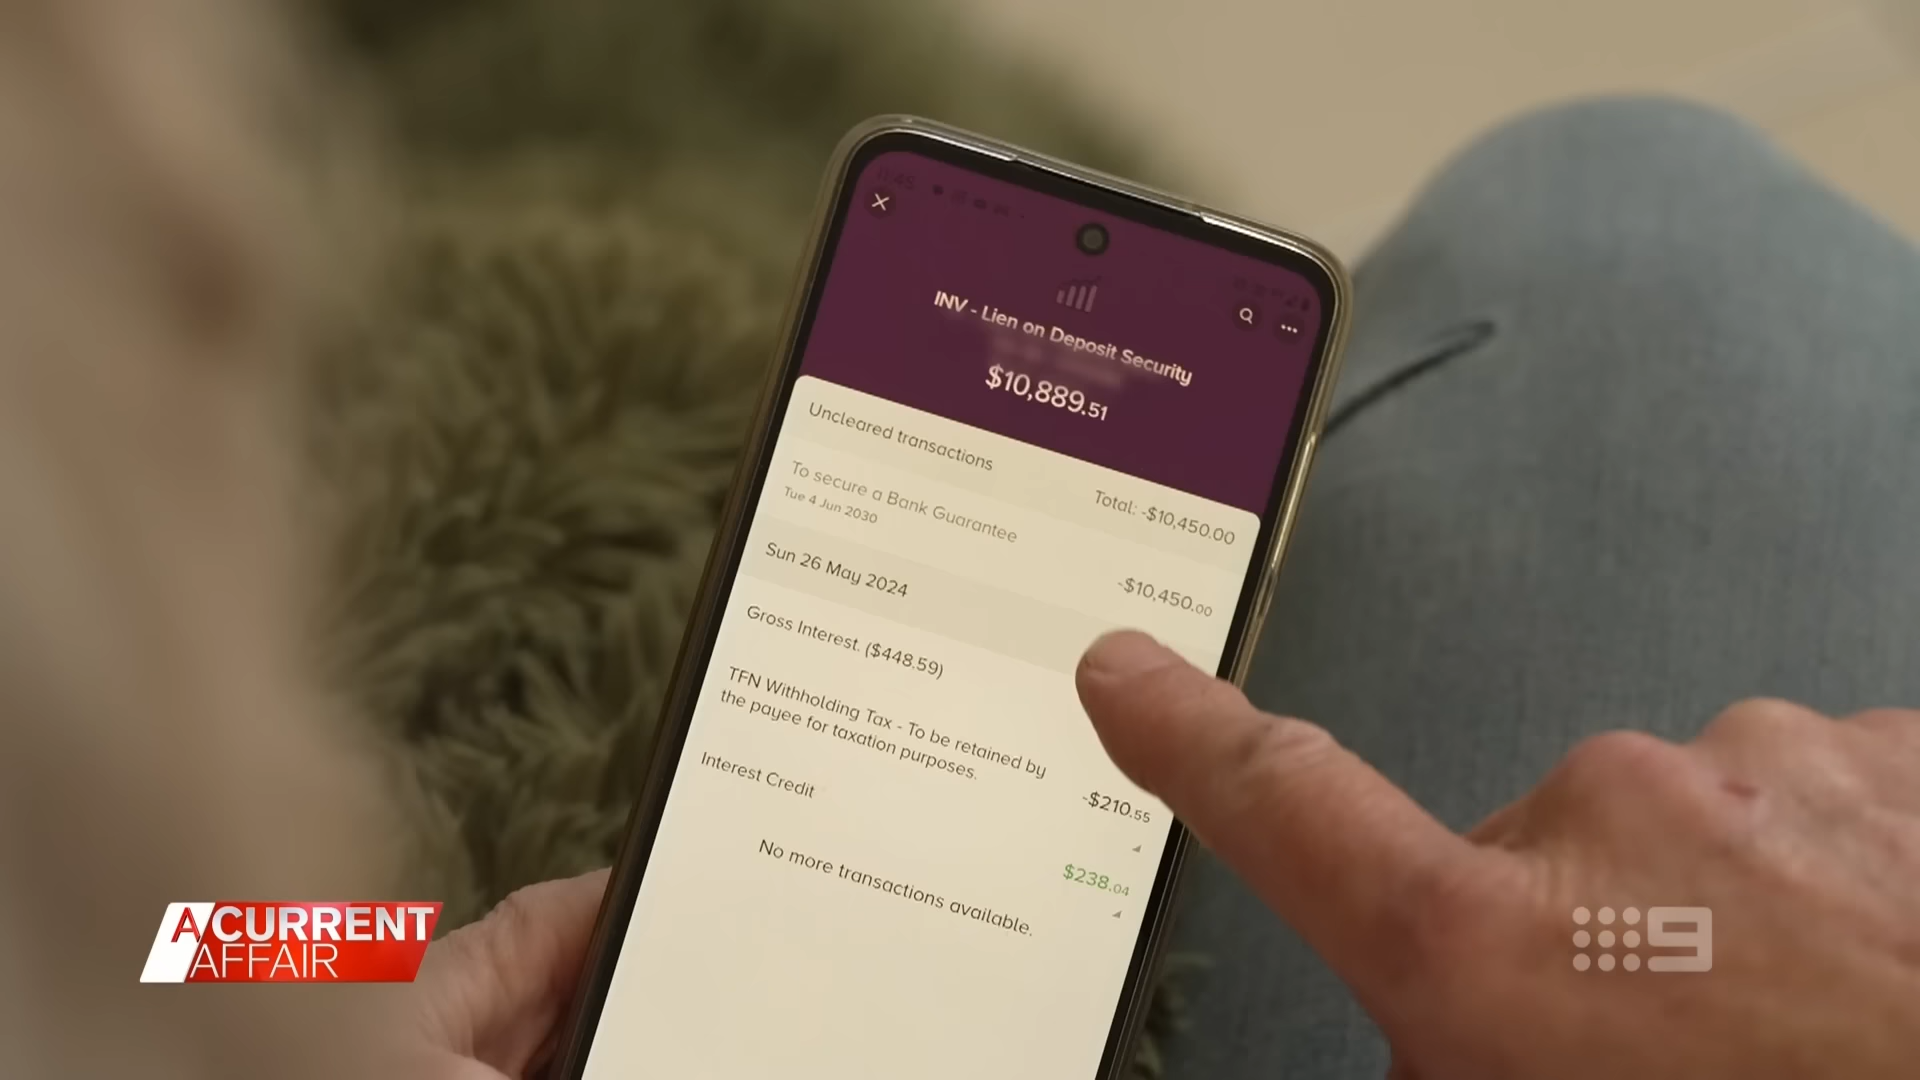 11:45
INV - Lien on Deposit Security
$10,889.51
Uncleared transactions
Total: -$10,450.00
To secure a Bank Guarantee
Tue 4 Jun 2030
-$10,450.00
Sun 26 May 2024
Gross Interest. ($448.59)
TFN Withholding Tax - To be retained by
the payee for taxation purposes.
-$210.55
Interest Credit
$238.04
No more transactions available.
A CURRENT
AFFAIR
9